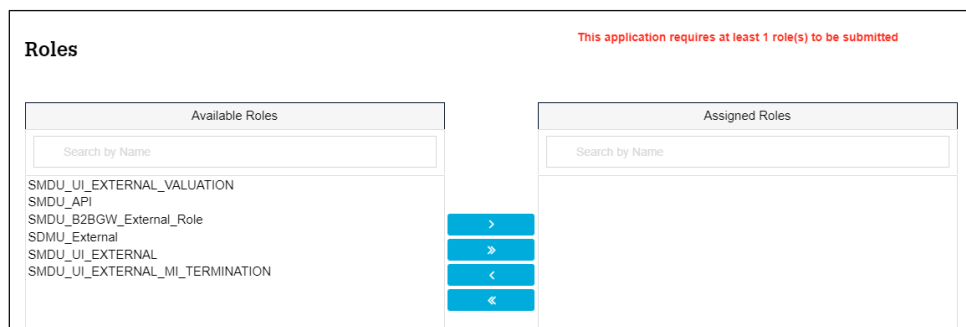 Roles
This application requires at least 1 role(s) to be submitted
Available Roles
Assigned Roles
Search by Name
Search by Name
SMDU_UI_EXTERNAL_VALUATION
SMDU_API
SMDU_B2BGW_External_Role
SDMU_External
SMDU_UI_EXTERNAL
SMDU_UI_EXTERNAL_MI_TERMINATION